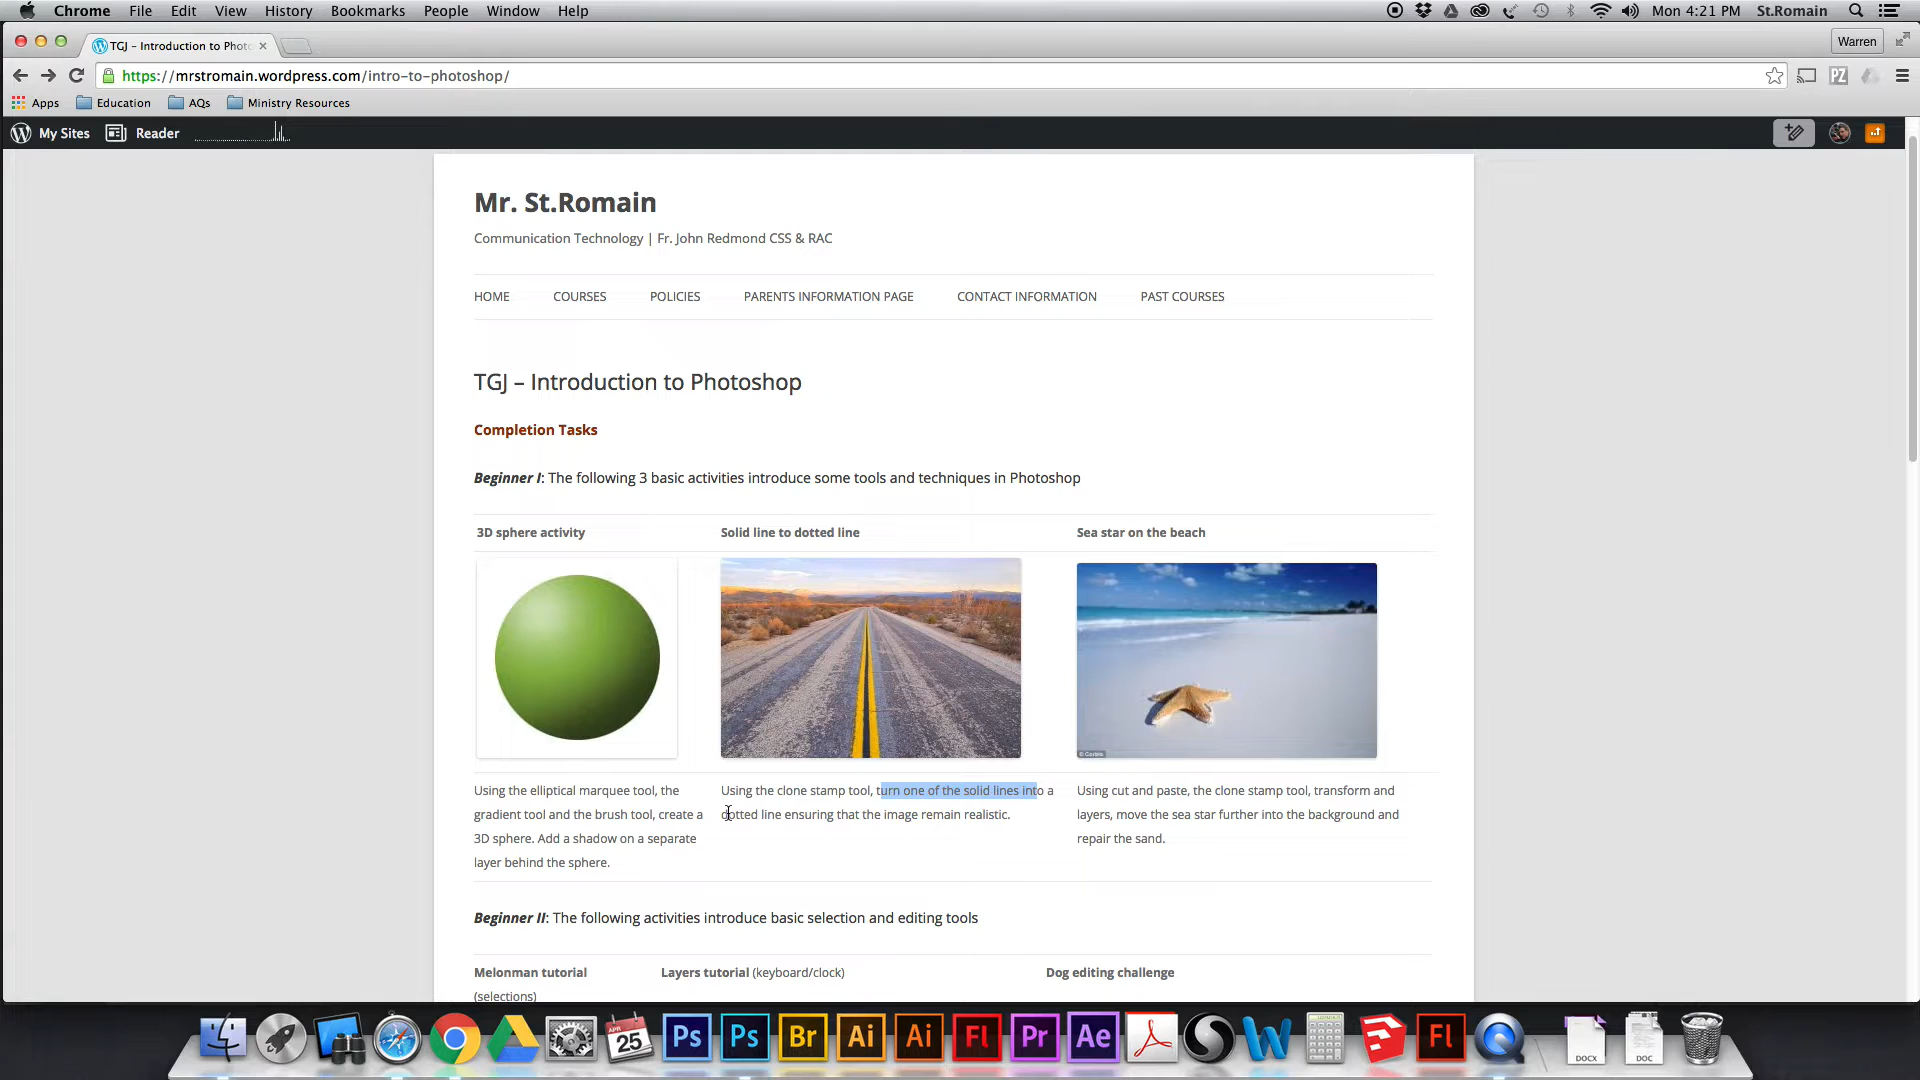 Chrome File Edit View History Bookmarks People Window Help Mon 4:21 PM St.Romain
TGJ – Introduction to Photo Warren
https://mrstromain.wordpress.com/intro-to-photoshop/
Apps Education AQs Ministry Resources
My Sites Reader
Mr. St.Romain
Communication Technology | Fr. John Redmond CSS & RAC
HOME COURSES POLICIES PARENTS INFORMATION PAGE CONTACT INFORMATION PAST COURSES
TGJ – Introduction to Photoshop
Completion Tasks
Beginner I: The following 3 basic activities introduce some tools and techniques in Photoshop
3D sphere activity
Solid line to dotted line
Sea star on the beach
© Corbis
Using the elliptical marquee tool, the
gradient tool and the brush tool, create a
3D sphere. Add a shadow on a separate
layer behind the sphere.
Using the clone stamp tool, turn one of the solid lines into a
dotted line ensuring that the image remain realistic.
Using cut and paste, the clone stamp tool, transform and
layers, move the sea star further into the background and
repair the sand.
Beginner II: The following activities introduce basic selection and editing tools
Melonman tutorial
(selections)
Layers tutorial (keyboard/clock)
Dog editing challenge
APR 25 Ps Ps Br Ai Ai Fl Pr Ae W Fl DOCX DOC